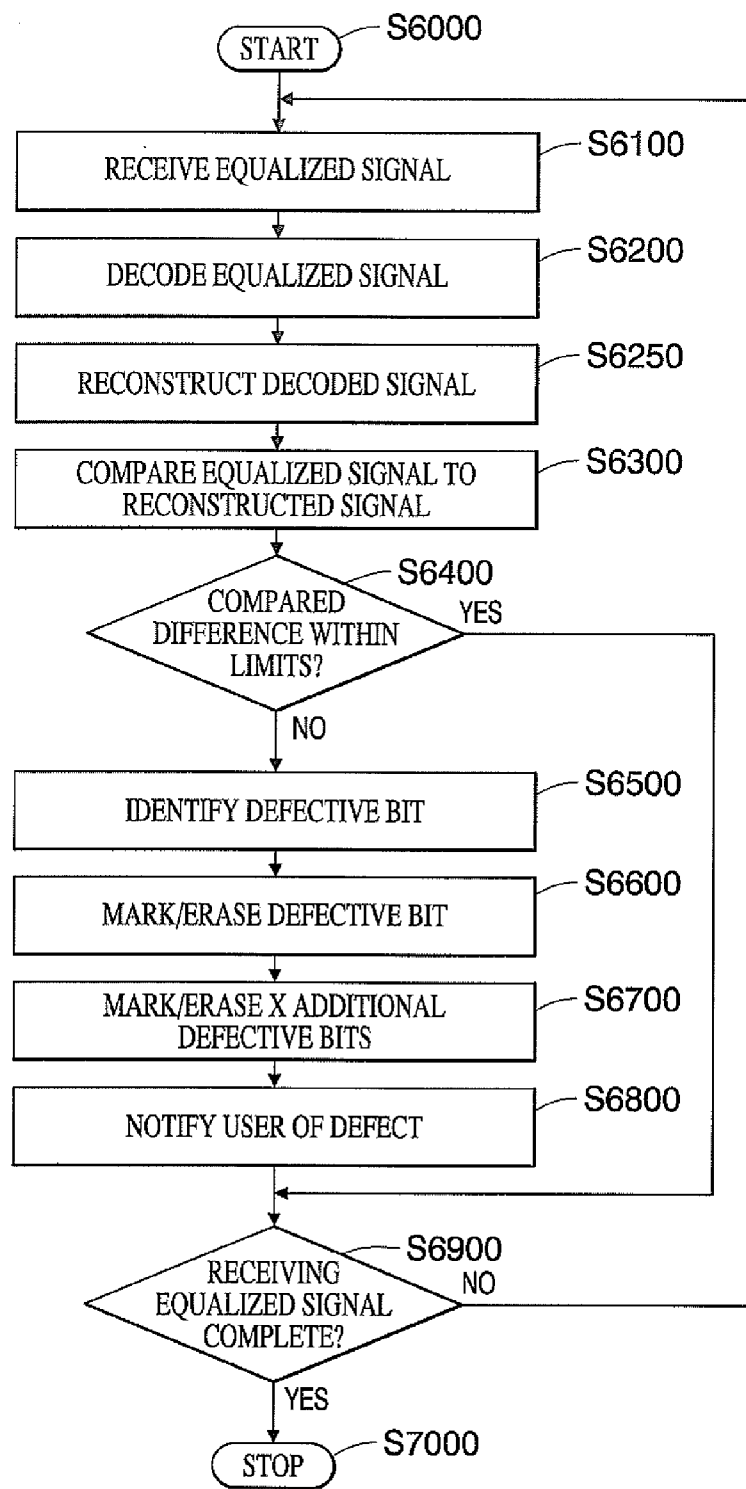 START
S6000
RECEIVE EQUALIZED SIGNAL
S6100
DECODE EQUALIZED SIGNAL
S6200
RECONSTRUCT DECODED SIGNAL
S6250
COMPARE EQUALIZED SIGNAL TO
RECONSTRUCTED SIGNAL
S6300
COMPARED
DIFFERENCE WITHIN
LIMITS?
S6400
YES
NO
IDENTIFY DEFECTIVE BIT
S6500
MARK/ERASE DEFECTIVE BIT
S6600
MARK/ERASE X ADDITIONAL
DEFECTIVE BITS
S6700
NOTIFY USER OF DEFECT
S6800
RECEIVING
EQUALIZED SIGNAL
COMPLETE?
S6900
NO
YES
STOP
S7000